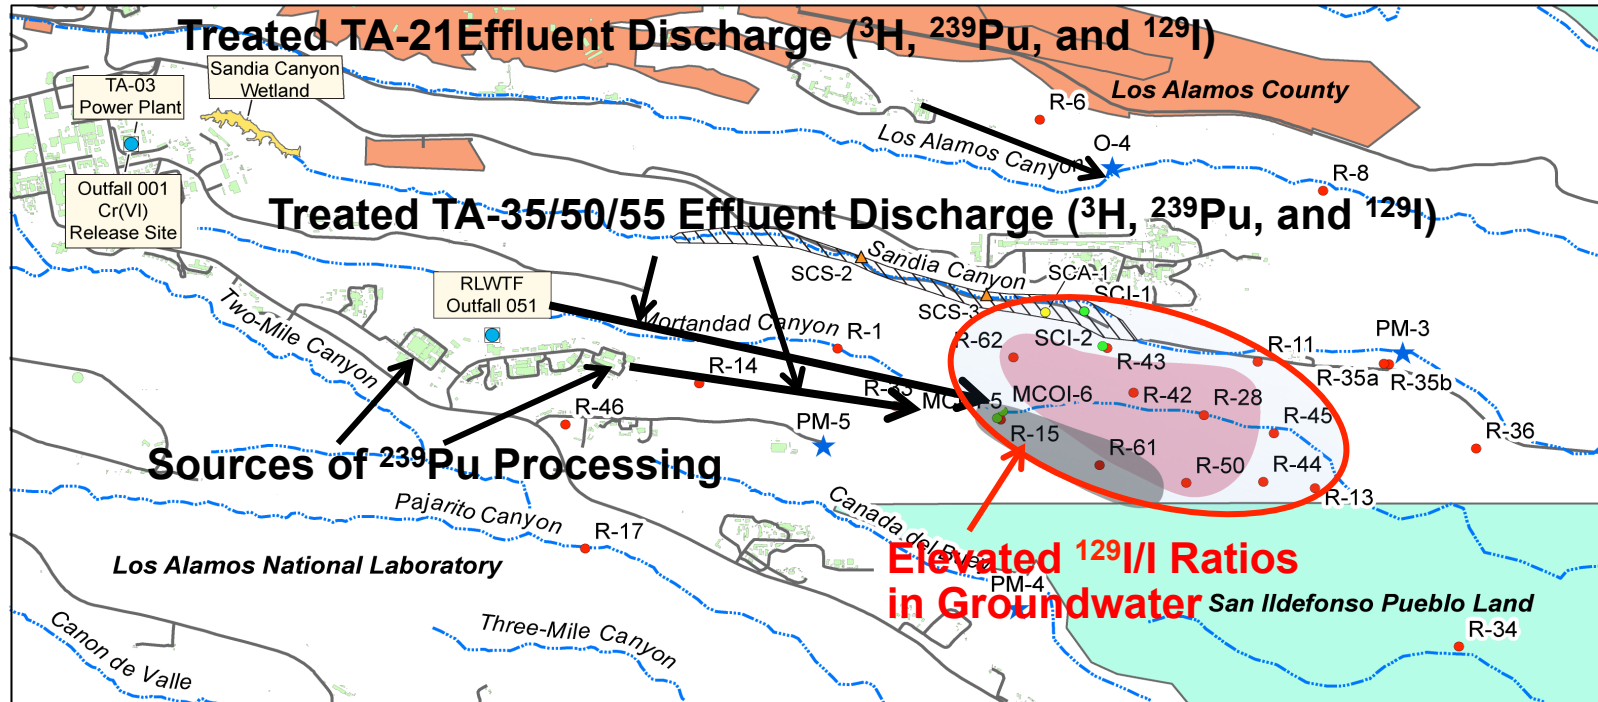 Treated TA-21Effluent Discharge (³H, ²³⁹Pu, and ¹²⁹I)
Sandia Canyon
Wetland
TA-03
Power Plant
Los Alamos County
R-6
O-4
Los Alamos Canyon
R-8
Outfall 001
Cr(VI)
Release Site
Treated TA-35/50/55 Effluent Discharge (³H, ²³⁹Pu, and ¹²⁹I)
Sandia Canyon
SCS-2
SCA-1
SCI-1
RLWTF
Outfall 051
SCS-3
Two-Mile Canyon
Mortandad Canyon
R-1
R-62
SCI-2
R-43
R-11
PM-3
R-14
R-35a
R-35b
R-33
MCOI-5
MCOI-6
R-42
R-28
R-46
PM-5
R-15
R-45
R-36
R-61
R-50
R-44
R-13
Sources of ²³⁹Pu Processing
Pajarito Canyon
Canada del Buey
R-17
Los Alamos National Laboratory
Elevated ¹²⁹I/I Ratios
in Groundwater
PM-4
San Ildefonso Pueblo Land
R-34
Three-Mile Canyon
Canon de Valle